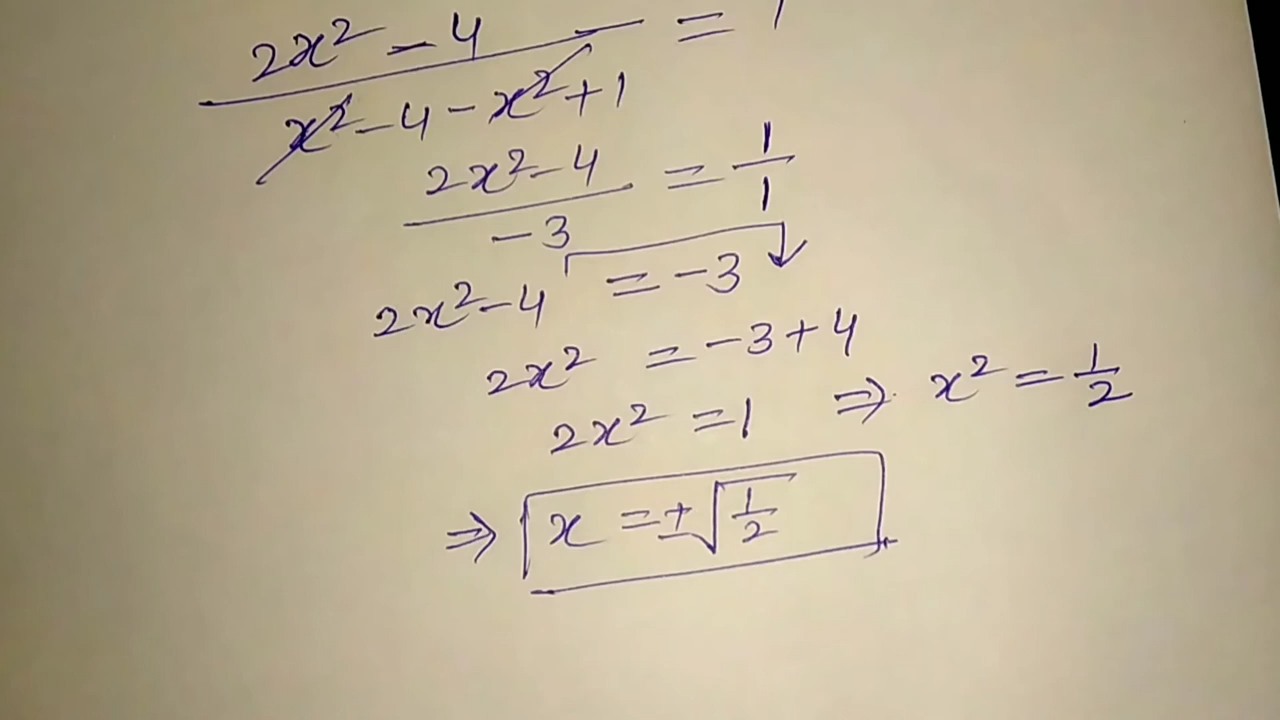 2x² - 4 = 1
x² - 4 - x² + 1
2x² - 4 = 1
-3 1
2x² - 4 = -3
2x² = -3 + 4
2x² = 1 ⇒ x² = 1/2
⇒ x = ±√1/2